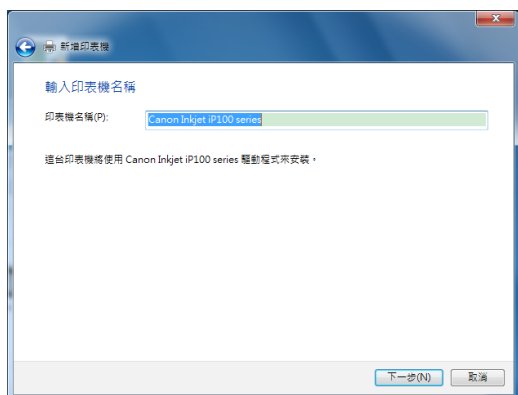 新增印表機
輸入印表機名稱
印表機名稱(P): Canon Inkjet iP100 series
這台印表機將使用 Canon Inkjet iP100 series 驅動程式來安裝。
下一步(N) 取消